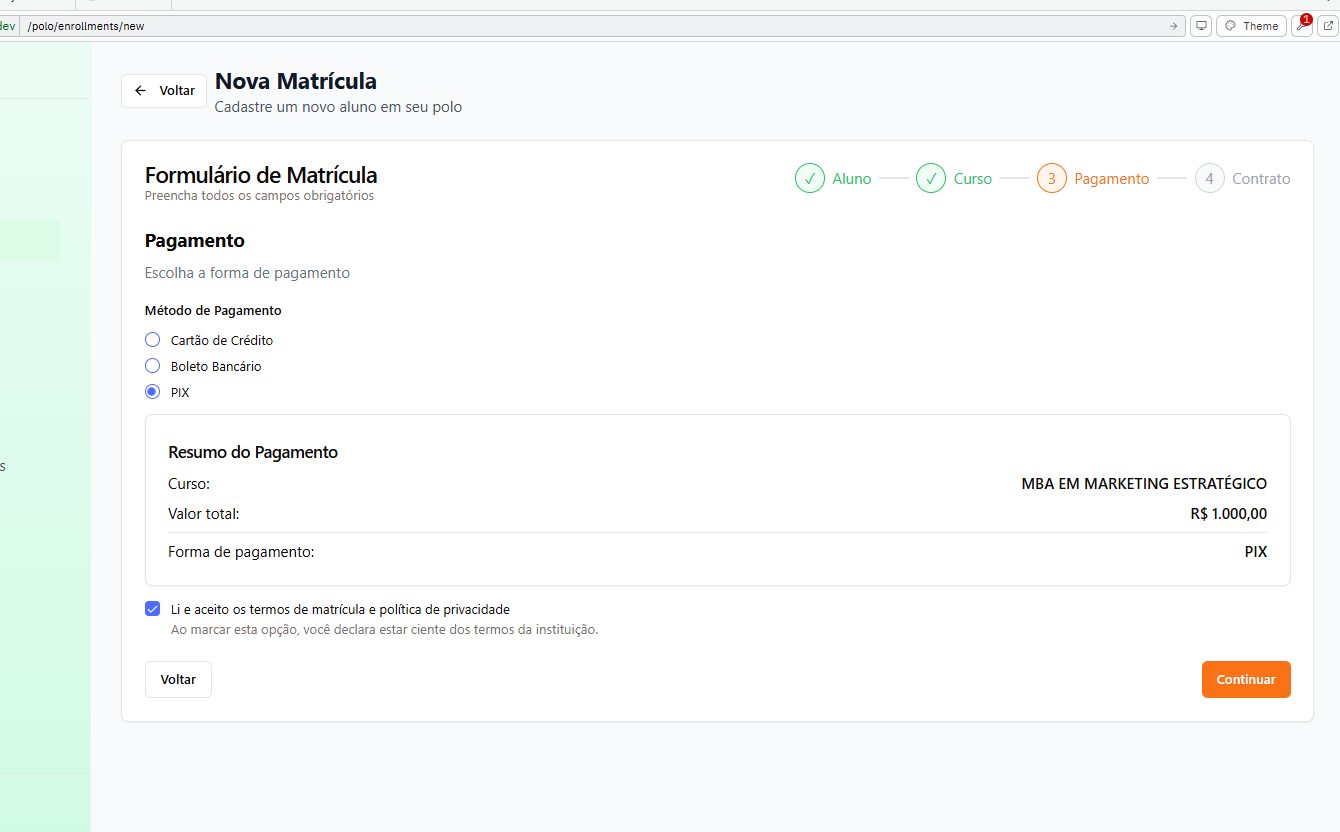 dev /polo/enrollments/new → Theme 1
← Voltar
Nova Matrícula
Cadastre um novo aluno em seu polo
Formulário de Matrícula
Preencha todos os campos obrigatórios
✓ Aluno ✓ Curso 3 Pagamento 4 Contrato
Pagamento
Escolha a forma de pagamento
Método de Pagamento
Cartão de Crédito
Boleto Bancário
PIX
s
Resumo do Pagamento
Curso: MBA EM MARKETING ESTRATÉGICO
Valor total: R$ 1.000,00
Forma de pagamento: PIX
Li e aceito os termos de matrícula e política de privacidade
Ao marcar esta opção, você declara estar ciente dos termos da instituição.
Voltar Continuar